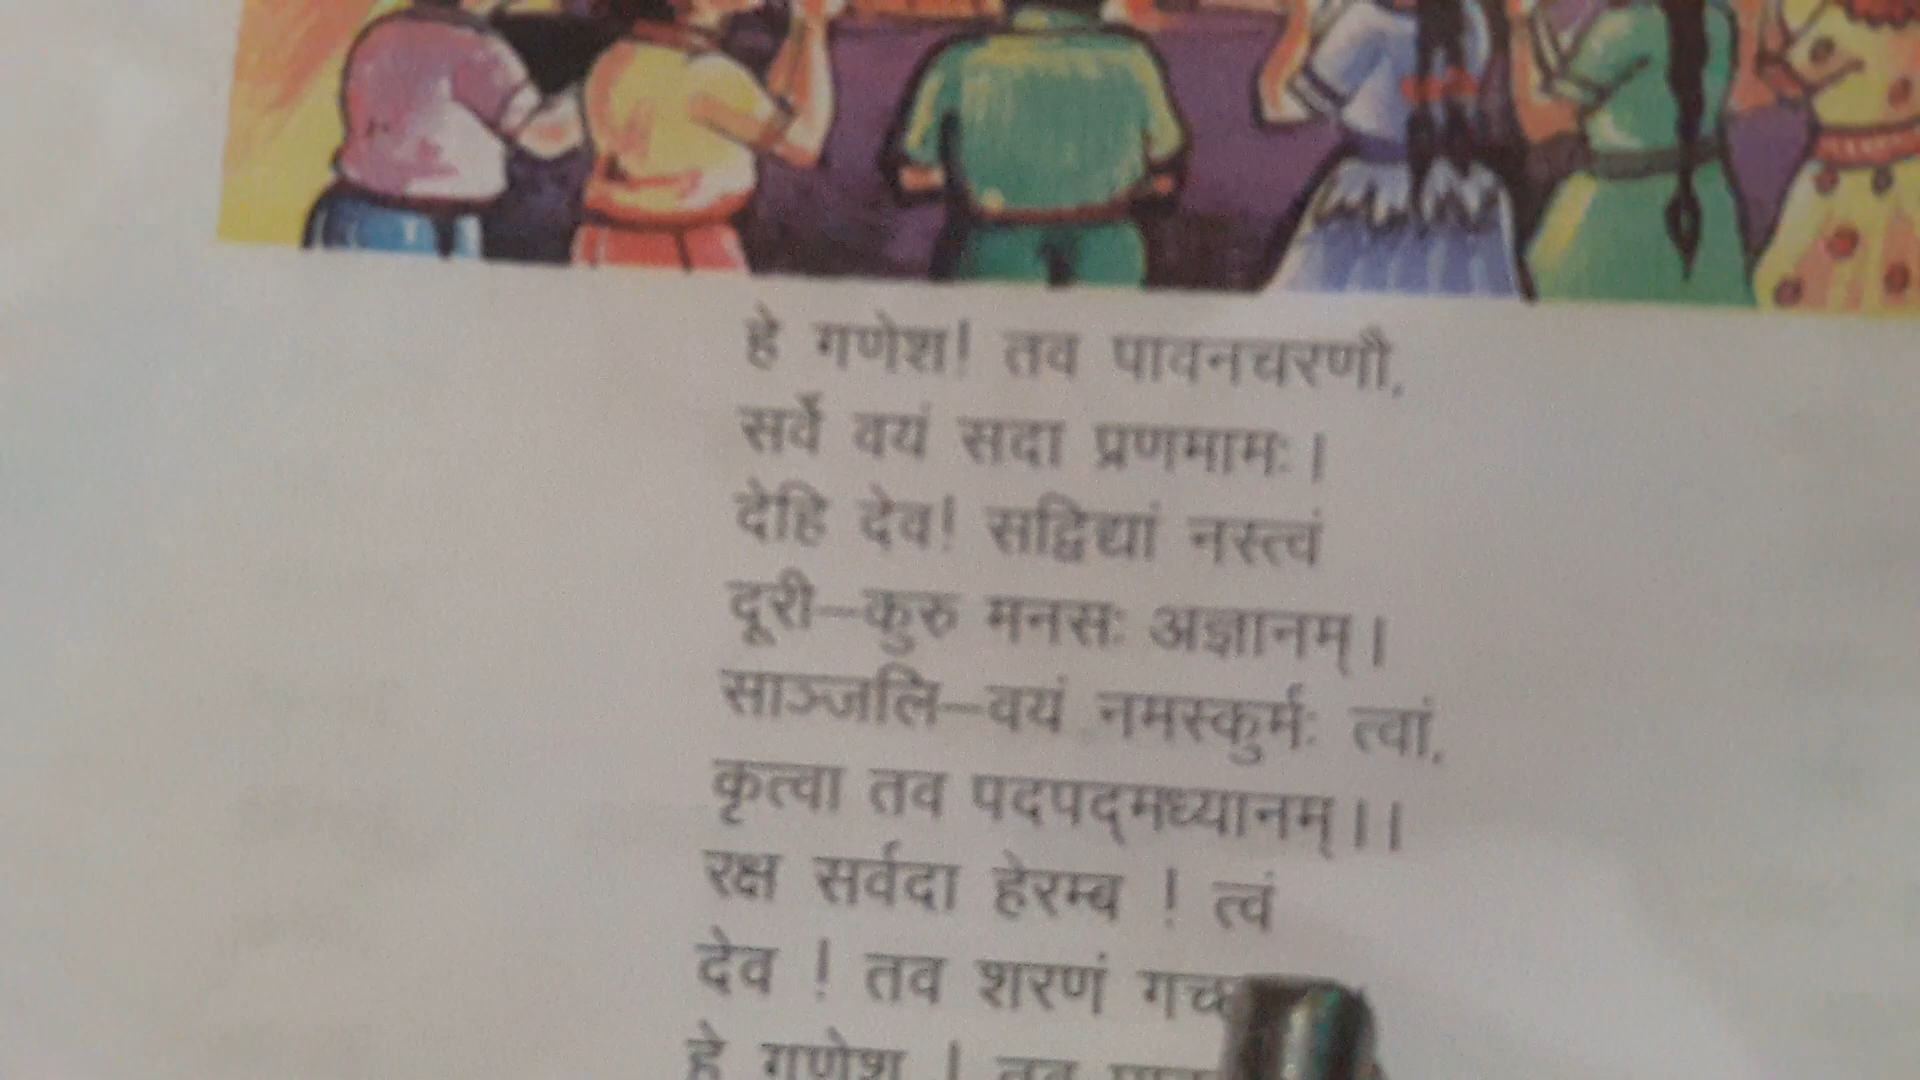 हे गणेश! तव पावनचरणौ,
सर्वे वयं सदा प्रणमामः।
देहि देव! सद्विद्यां नस्त्वं
दूरी–कुरु मनसः अज्ञानम्।
साञ्जलि–वयं नमस्कुर्मः त्वां,
कृत्वा तव पदपद्मध्यानम्।।
रक्ष सर्वदा हेरम्ब ! त्वं
देव ! तव शरणं
हे गणेश ! तव